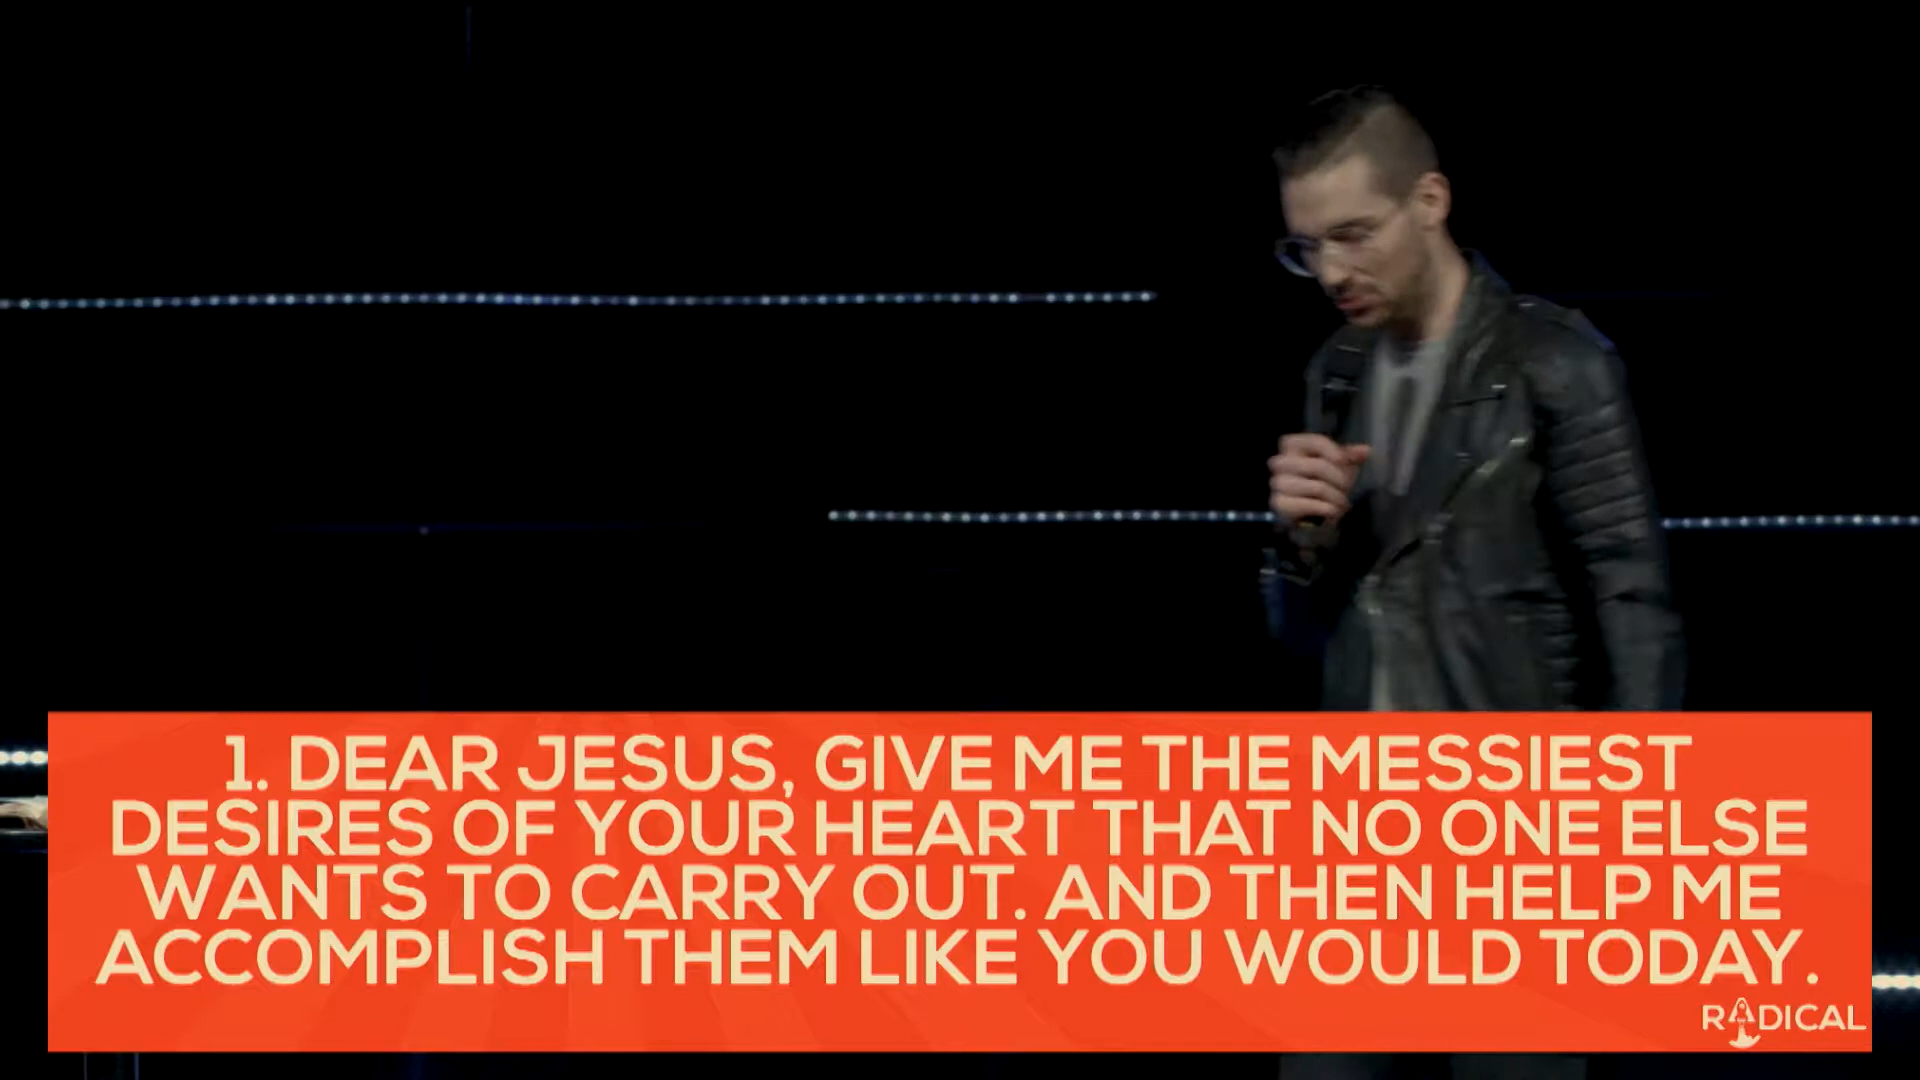 1. DEAR JESUS, GIVE ME THE MESSIEST
DESIRES OF YOUR HEART THAT NO ONE ELSE
WANTS TO CARRY OUT. AND THEN HELP ME
ACCOMPLISH THEM LIKE YOU WOULD TODAY.
RADICAL